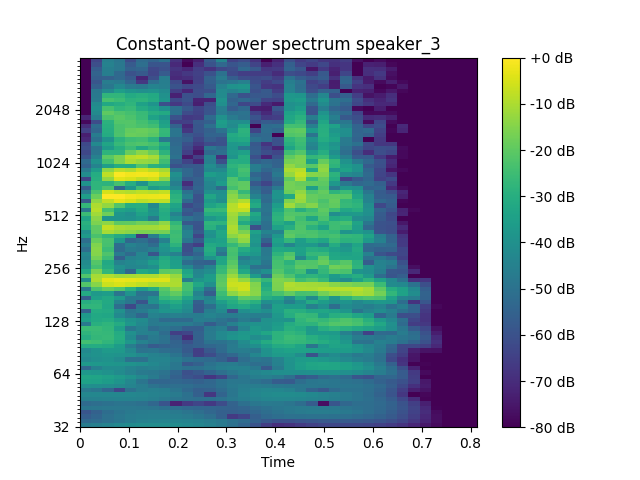 Constant-Q power spectrum speaker_3
Hz
2048
1024
512
256
128
64
32
0 0.1 0.2 0.3 0.4 0.5 0.6 0.7 0.8
Time
+0 dB
-10 dB
-20 dB
-30 dB
-40 dB
-50 dB
-60 dB
-70 dB
-80 dB